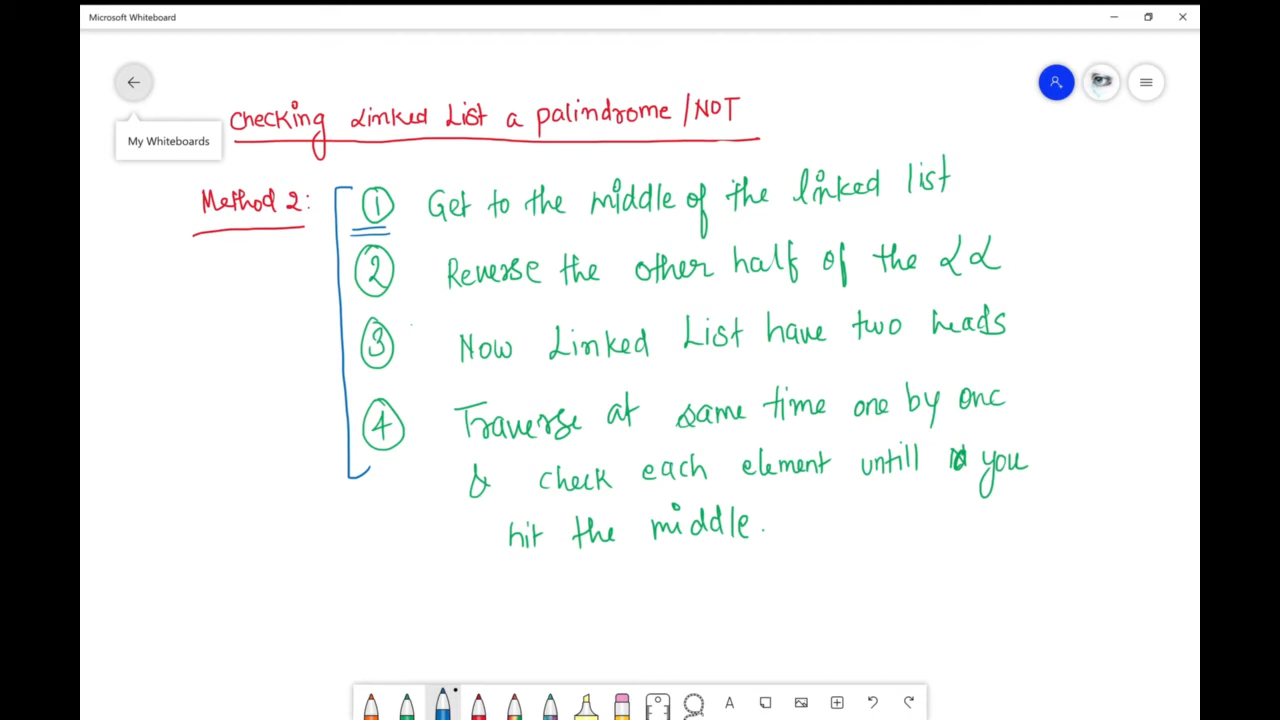 Microsoft Whiteboard
Checking Linked List a palindrome /NOT
My Whiteboards
Method 2:
1 Get to the middle of the linked list
2 Reverse the other half of the LL
3 Now Linked List have two heads
4 Traverse at same time one by one
& check each element untill you
hit the middle.
A